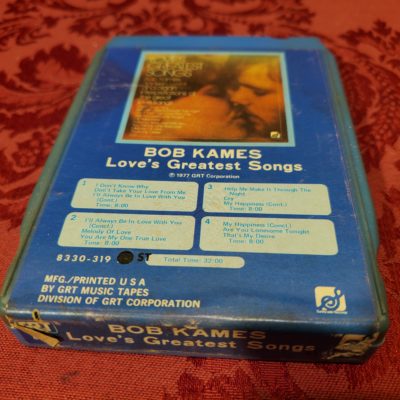 GREATEST
SONGS
BOB KAMES
Love's Greatest Songs
℗ 1977 GRT Corporation
1 I Don't Know Why
Don't Take Your Love From Me
I'll Always Be In Love With You
(Cont.)
Time: 8:00
2 I'll Always Be In Love With You
(Concl.)
Melody Of Love
You Are My One True Love
Time: 8:00
3 Help Me Make It Through The
Night
Cry
My Happiness (Cont.)
Time: 8:00
4 My Happiness (Concl.)
Are You Lonesome Tonight
That's My Desire
Time: 8:00
8330-319 ST Total Time: 32:00
MFG./PRINTED U S A
BY GRT MUSIC TAPES
DIVISION OF GRT CORPORATION
GRT
BOB KAMES
Love's Greatest Songs